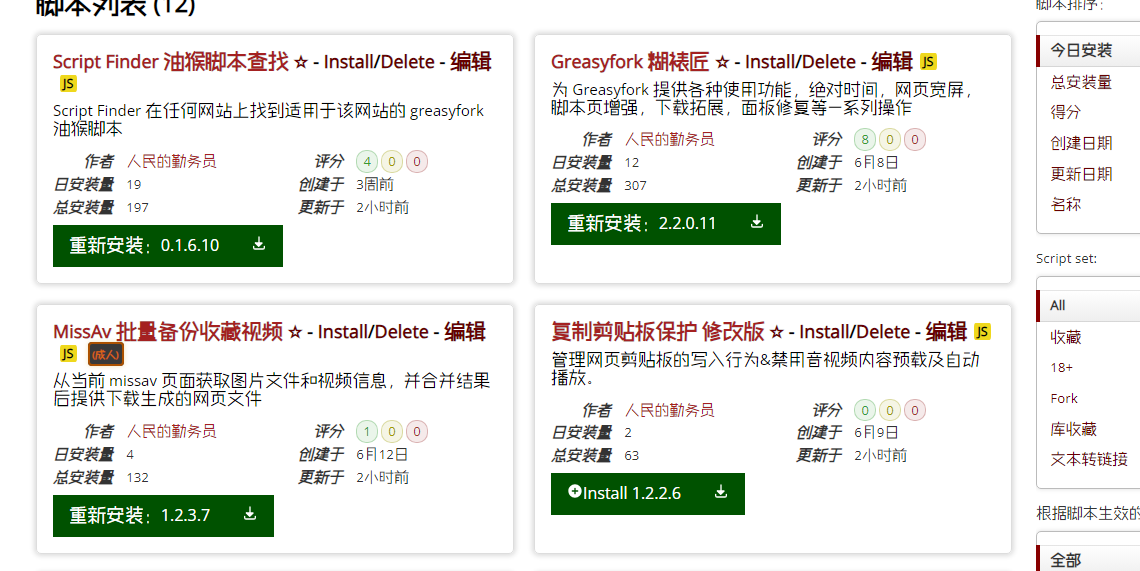 脚本列表 (12)
Script Finder 油猴脚本查找 ☆ - Install/Delete - 编辑
JS
Script Finder 在任何网站上找到适用于该网站的 greasyfork
油猴脚本
作者 人民的勤务员 评分 4 0 0
日安装量 19 创建于 3周前
总安装量 197 更新于 2小时前
重新安装：0.1.6.10
Greasyfork 糊裱匠 ☆ - Install/Delete - 编辑 JS
为 Greasyfork 提供各种使用功能，绝对时间，网页宽屏，
脚本页增强，下载拓展，面板修复等一系列操作
作者 人民的勤务员 评分 8 0 0
日安装量 12 创建于 6月8日
总安装量 307 更新于 2小时前
重新安装：2.2.0.11
MissAv 批量备份收藏视频 ☆ - Install/Delete - 编辑
JS (成人)
从当前 missav 页面获取图片文件和视频信息，并合并结果
后提供下载生成的网页文件
作者 人民的勤务员 评分 1 0 0
日安装量 4 创建于 6月12日
总安装量 132 更新于 2小时前
重新安装：1.2.3.7
复制剪贴板保护 修改版 ☆ - Install/Delete - 编辑 JS
管理网页剪贴板的写入行为&禁用音视频内容预载及自动
播放。
作者 人民的勤务员 评分 0 0 0
日安装量 2 创建于 6月9日
总安装量 63 更新于 2小时前
Install 1.2.2.6
脚本排序：
今日安装
总安装量
得分
创建日期
更新日期
名称
Script set:
All
收藏
18+
Fork
库收藏
文本转链接
根据脚本生效的
全部